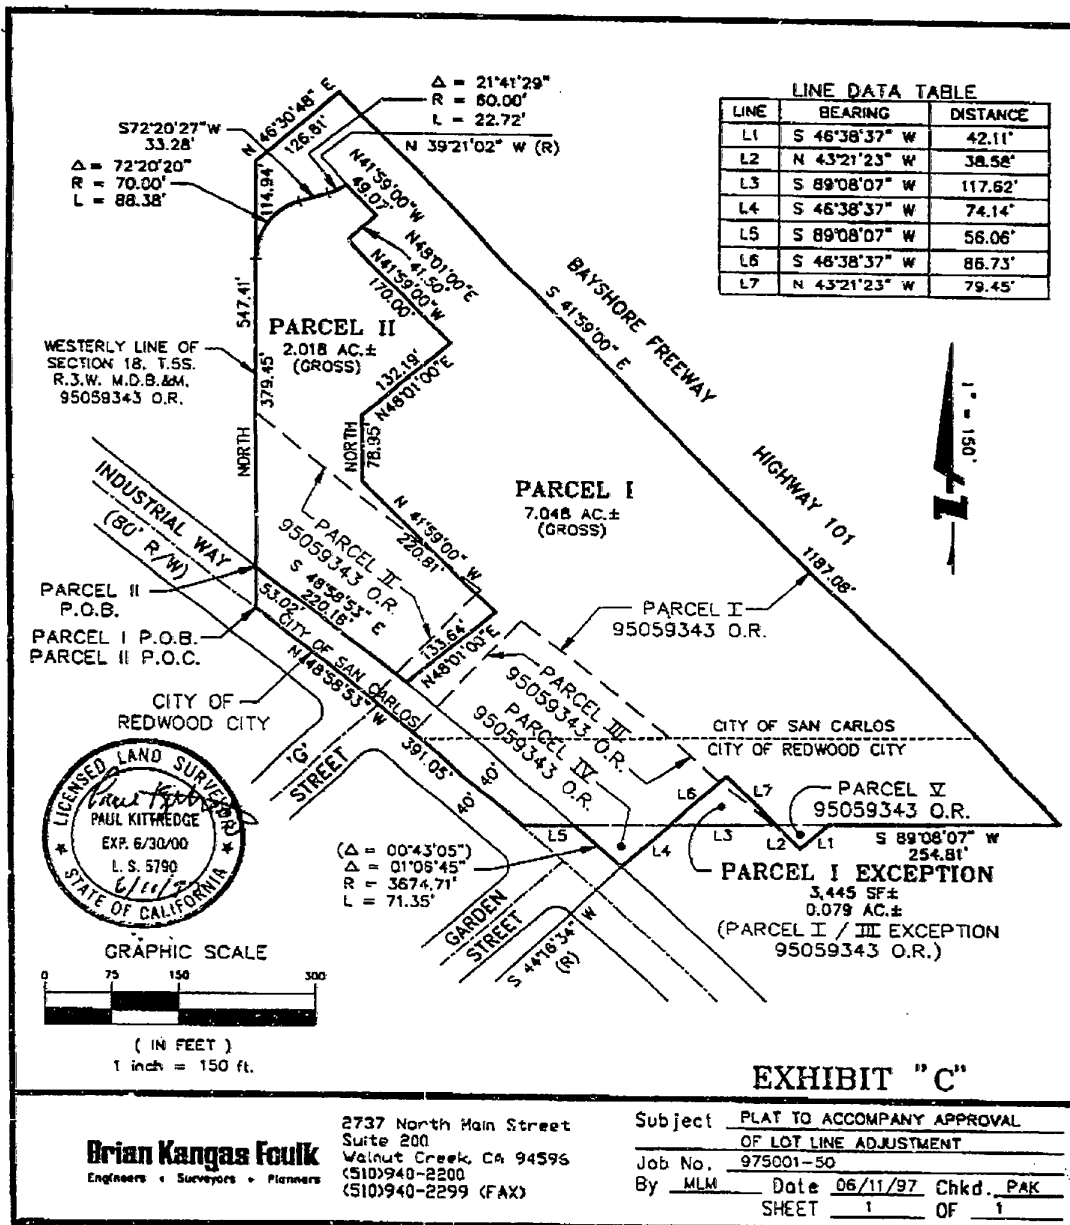 Δ = 21°41'29"
R = 60.00'
L = 22.72'
N 39°21'02" W (R)
N 46°30'48" E
126.81'
S72°20'27"W
33.28'
Δ = 72°20'20"
R = 70.00'
L = 88.38'
114.94'
N41°59'00"W
49.07'
N48°01'00"E
41.50'
N41°59'00"W
170.00'
547.41'
PARCEL II
2.018 AC.±
(GROSS)
WESTERLY LINE OF
SECTION 18, T.5S.
R.3.W. M.D.B.&M.
95059343 O.R.
379.45'
NORTH
132.19'
N48°01'00"E
NORTH
78.95'
LINE DATA TABLE
LINE BEARING DISTANCE
L1 S 46°38'37" W 42.11'
L2 N 43°21'23" W 38.58'
L3 S 89°08'07" W 117.62'
L4 S 46°38'37" W 74.14'
L5 S 89°08'07" W 56.06'
L6 S 46°38'37" W 86.73'
L7 N 43°21'23" W 79.45'
BAYSHORE FREEWAY
S 41°59'00" E
HIGHWAY 101
1187.08'
1" = 150'
PARCEL I
7.048 AC.±
(GROSS)
N 41°59'00" W
220.81'
INDUSTRIAL WAY
(80' R/W)
PARCEL II
95059343 O.R.
S 48°58'53" E
220.16'
PARCEL II
P.O.B.
PARCEL I P.O.B.
PARCEL II P.O.C.
53.02'
CITY OF SAN CARLOS
N 48°58'53" W
133.64'
N48°01'00"E
PARCEL I
95059343 O.R.
PARCEL III
95059343 O.R.
PARCEL IV
95059343 O.R.
CITY OF
REDWOOD CITY
'G'
STREET
391.05'
40'
40'
CITY OF SAN CARLOS
CITY OF REDWOOD CITY
L6
L7
PARCEL V
95059343 O.R.
L5
L3
L2
L1
L4
S 89°08'07" W
254.81'
(Δ = 00°43'05")
Δ = 01°06'45"
R = 3674.71'
L = 71.35'
PARCEL I EXCEPTION
3,445 SF±
0.079 AC.±
(PARCEL I / III EXCEPTION
95059343 O.R.)
GARDEN
STREET
S 44°16'34" W
(R)
LICENSED LAND SURVEYOR
PAUL KITTREDGE
EXP. 6/30/00
L. S. 5790
STATE OF CALIFORNIA
GRAPHIC SCALE
0 75 150 300
( IN FEET )
1 inch = 150 ft.
EXHIBIT "C"
Brian Kangas Foulk
Engineers • Surveyors • Planners
2737 North Main Street
Suite 200
Walnut Creek, CA 94596
(510)940-2200
(510)940-2299 (FAX)
Subject PLAT TO ACCOMPANY APPROVAL
OF LOT LINE ADJUSTMENT
Job No. 975001-50
By MLM Date 06/11/97 Chkd. PAK
SHEET 1 OF 1